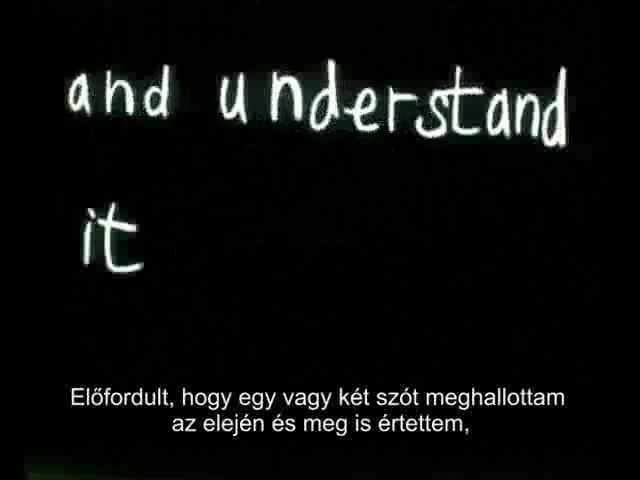 and understand
it
Előfordult, hogy egy vagy két szót meghallottam
az elején és meg is értettem,